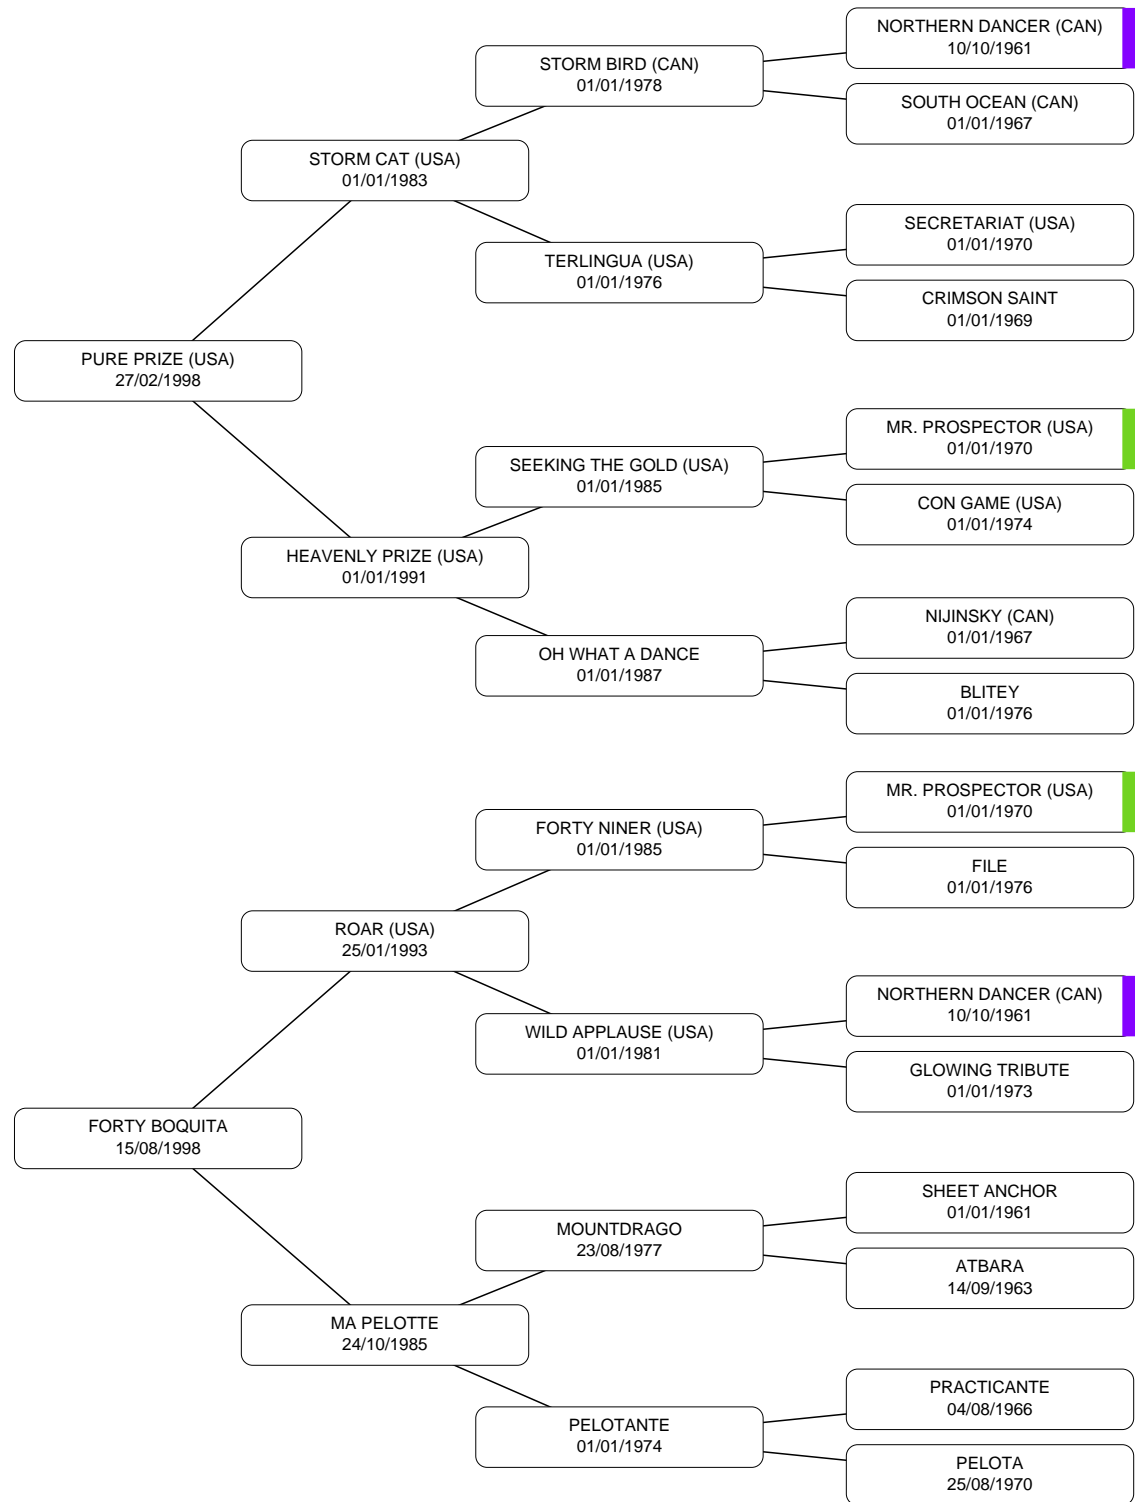 NORTHERN DANCER (CAN)
10/10/1961
STORM BIRD (CAN)
01/01/1978
SOUTH OCEAN (CAN)
01/01/1967
STORM CAT (USA)
01/01/1983
SECRETARIAT (USA)
01/01/1970
TERLINGUA (USA)
01/01/1976
CRIMSON SAINT
01/01/1969
PURE PRIZE (USA)
27/02/1998
MR. PROSPECTOR (USA)
01/01/1970
SEEKING THE GOLD (USA)
01/01/1985
CON GAME (USA)
01/01/1974
HEAVENLY PRIZE (USA)
01/01/1991
NIJINSKY (CAN)
01/01/1967
OH WHAT A DANCE
01/01/1987
BLITEY
01/01/1976
MR. PROSPECTOR (USA)
01/01/1970
FORTY NINER (USA)
01/01/1985
FILE
01/01/1976
ROAR (USA)
25/01/1993
NORTHERN DANCER (CAN)
10/10/1961
WILD APPLAUSE (USA)
01/01/1981
GLOWING TRIBUTE
01/01/1973
FORTY BOQUITA
15/08/1998
SHEET ANCHOR
01/01/1961
MOUNTDRAGO
23/08/1977
ATBARA
14/09/1963
MA PELOTTE
24/10/1985
PRACTICANTE
04/08/1966
PELOTANTE
01/01/1974
PELOTA
25/08/1970